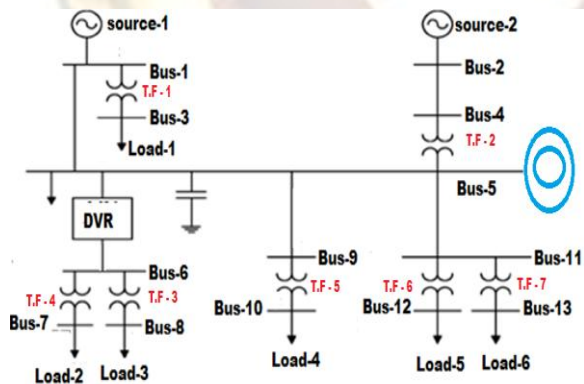 source-1
source-2
Bus-1
Bus-2
T.F - 1
Bus-3
Bus-4
Load-1
T.F - 2
Bus-5
DVR
Bus-6
Bus-9
Bus-11
T.F - 4
T.F - 3
T.F - 5
T.F - 6
T.F - 7
Bus-7
Bus-8
Bus-10
Bus-12
Bus-13
Load-2
Load-3
Load-4
Load-5
Load-6